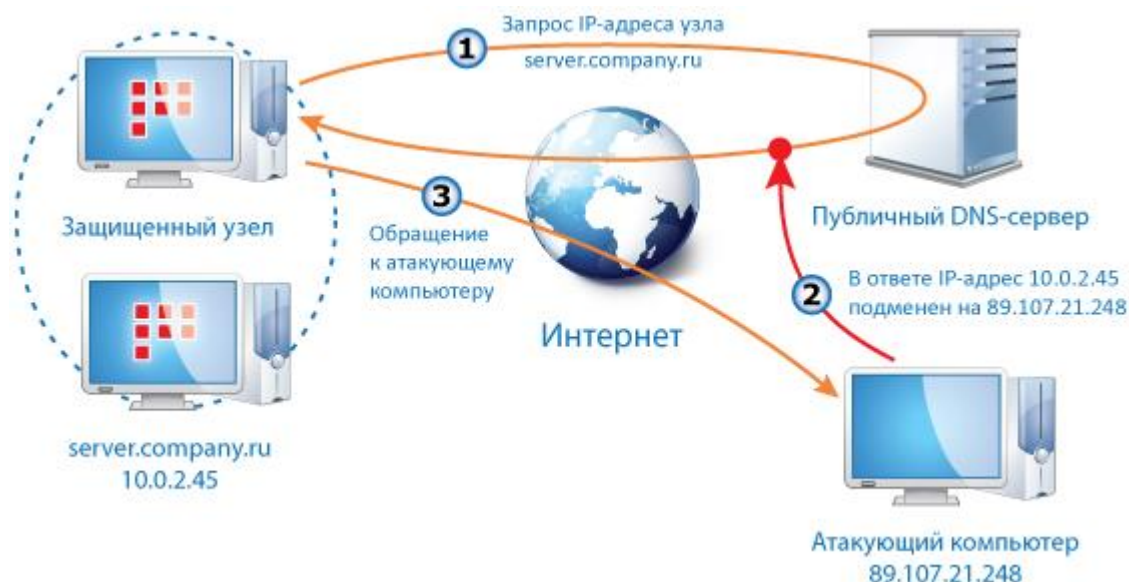 1
Запрос IP-адреса узла
server.company.ru
Защищенный узел
3
Обращение
к атакующему
компьютеру
Публичный DNS-сервер
2
В ответе IP-адрес 10.0.2.45
подменен на 89.107.21.248
Интернет
server.company.ru
10.0.2.45
Атакующий компьютер
89.107.21.248